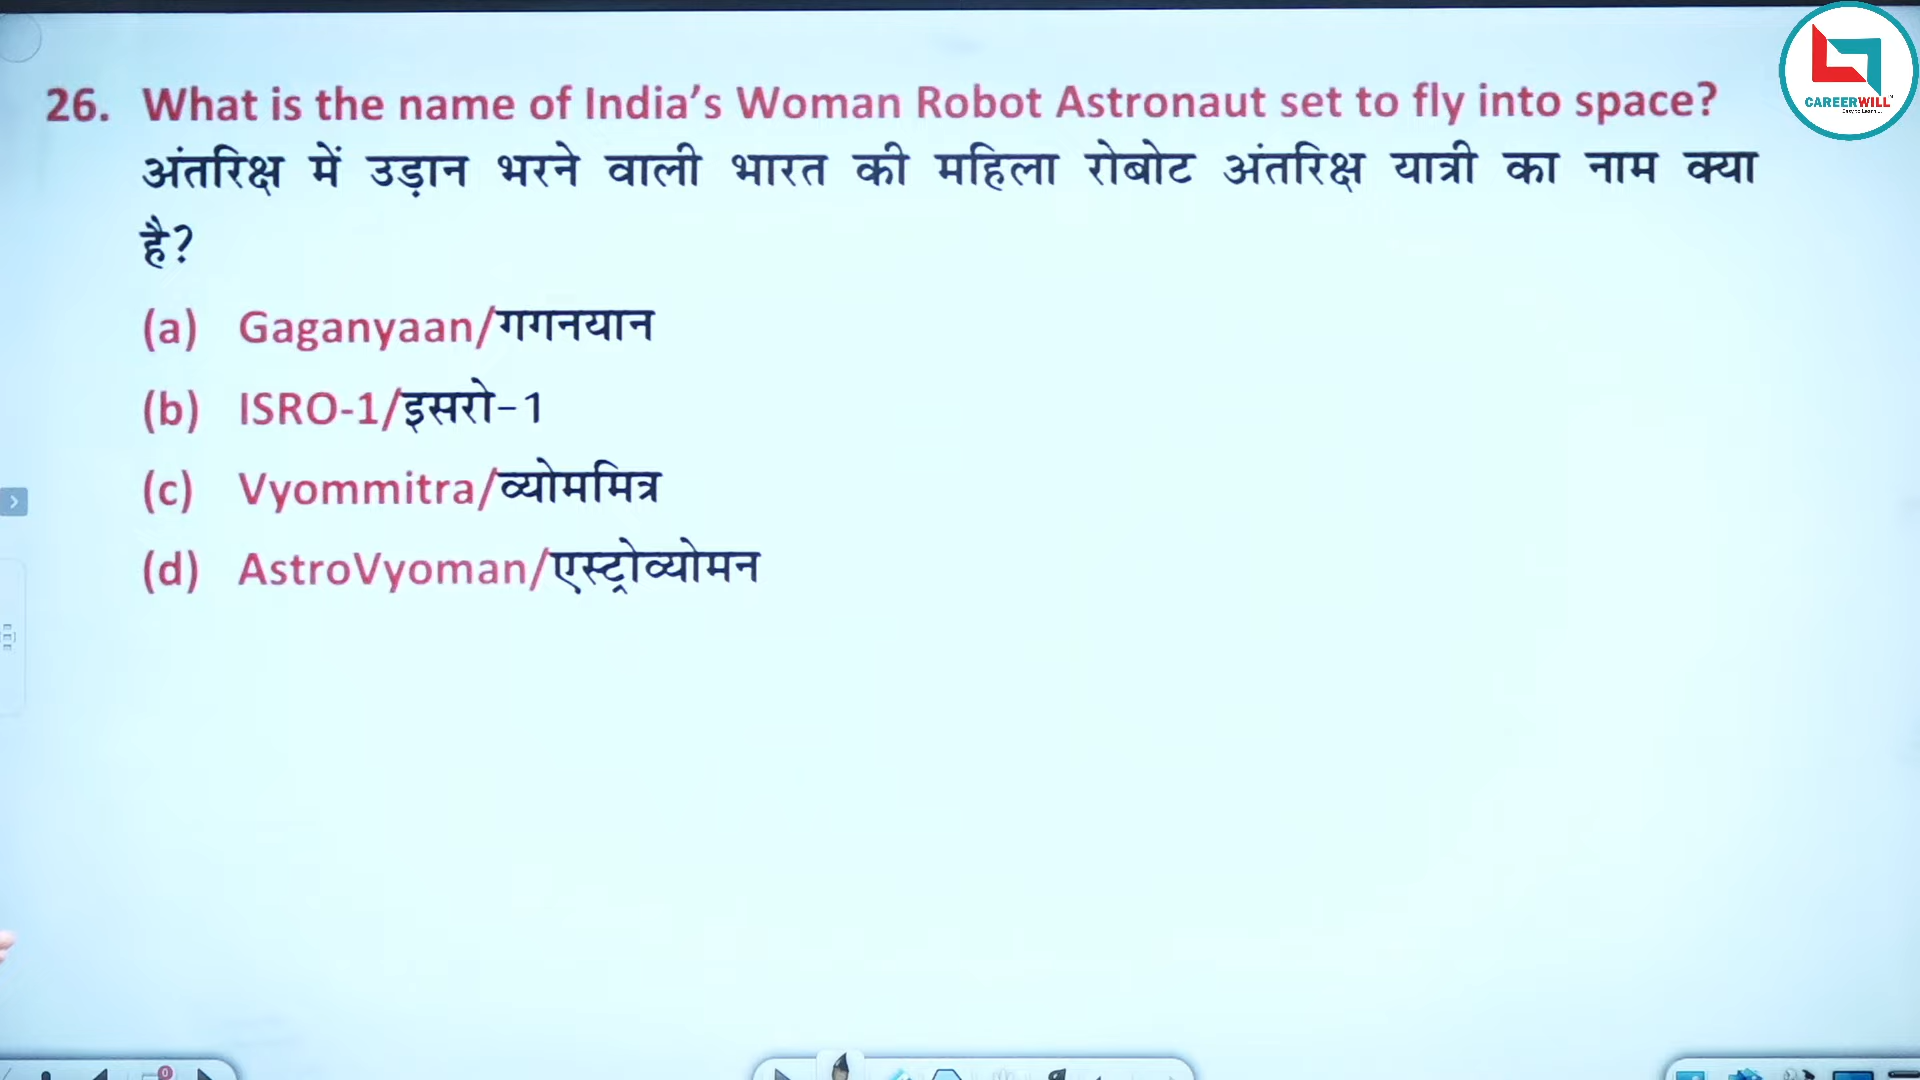 26. What is the name of India’s Woman Robot Astronaut set to fly into space?
अंतरिक्ष में उड़ान भरने वाली भारत की महिला रोबोट अंतरिक्ष यात्री का नाम क्या
है?
(a) Gaganyaan/गगनयान
(b) ISRO-1/इसरो-1
(c) Vyommitra/व्योममित्र
(d) AstroVyoman/एस्ट्रोव्योमन
CAREERWILL